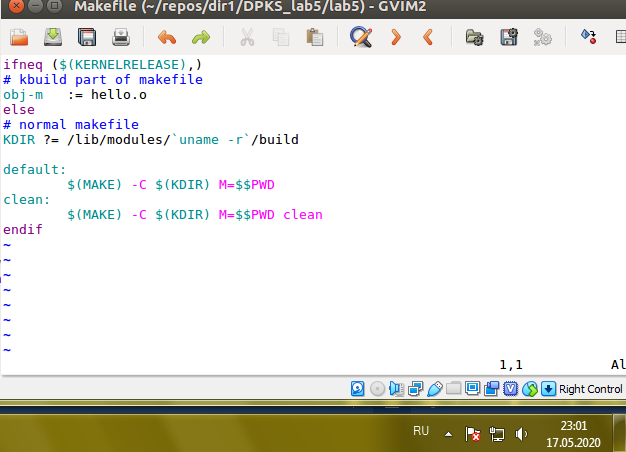 Makefile (~/repos/dir1/DPKS_lab5/lab5) - GVIM2
ifneq ($(KERNELRELEASE),)
# kbuild part of makefile
obj-m   := hello.o
else
# normal makefile
KDIR ?= /lib/modules/`uname -r`/build

default:
        $(MAKE) -C $(KDIR) M=$$PWD
clean:
        $(MAKE) -C $(KDIR) M=$$PWD clean
endif
~
~
~
~
~
~
~
~
1,1 Al
Right Control
RU 23:01
17.05.2020